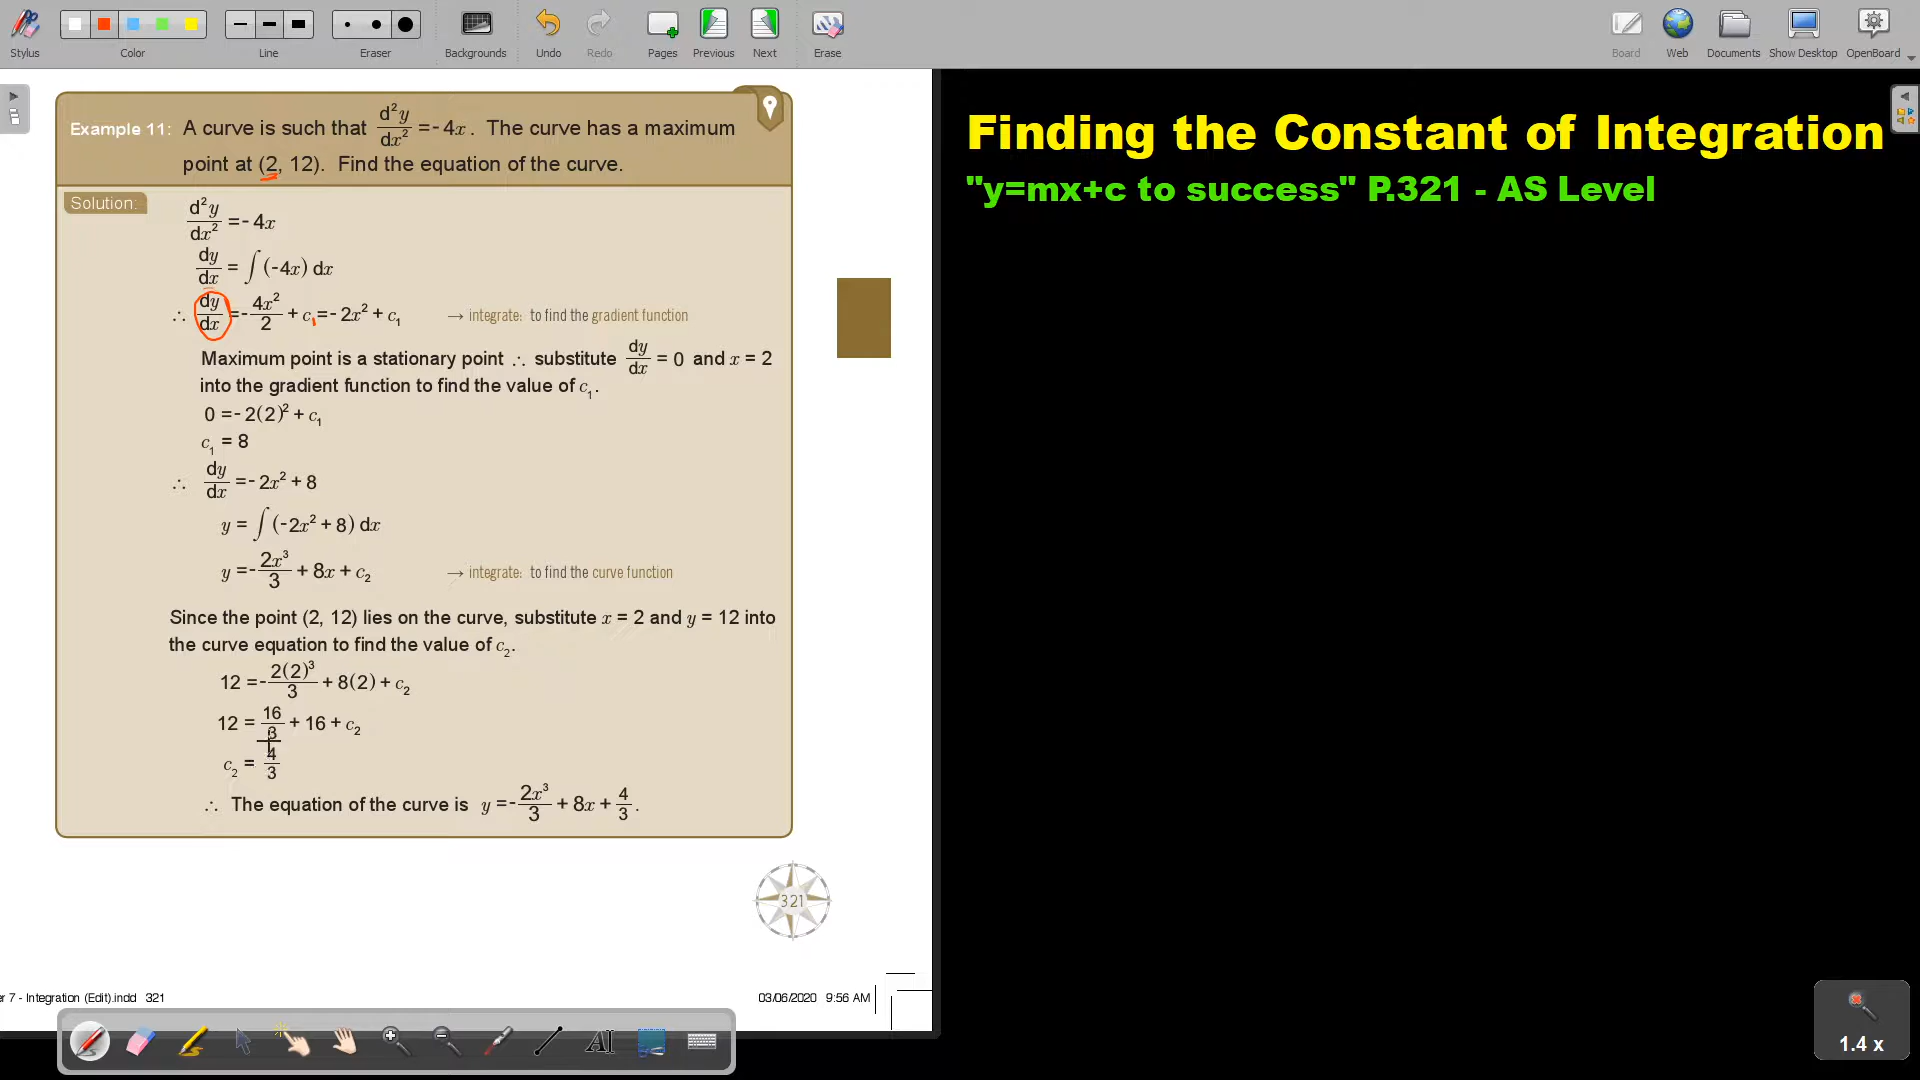 Stylus
Color
Line
Eraser
Backgrounds
Undo
Redo
Pages
Previous
Next
Erase
Board
Web
Documents
Show Desktop
OpenBoard
Example 11: A curve is such that d²y/dx² = - 4x. The curve has a maximum
point at (2, 12). Find the equation of the curve.
Solution:
d²y/dx² = - 4x
dy/dx = ∫ (-4x) dx
∴ dy/dx = - 4x²/2 + c₁ = - 2x² + c₁ → integrate: to find the gradient function
Maximum point is a stationary point ∴ substitute dy/dx = 0 and x = 2
into the gradient function to find the value of c₁.
0 = - 2(2)² + c₁
c₁ = 8
∴ dy/dx = - 2x² + 8
y = ∫ (-2x² + 8) dx
y = - 2x³/3 + 8x + c₂ → integrate: to find the curve function
Since the point (2, 12) lies on the curve, substitute x = 2 and y = 12 into
the curve equation to find the value of c₂.
12 = - 2(2)³/3 + 8(2) + c₂
12 = 16/3 + 16 + c₂
c₂ = 4/3
∴ The equation of the curve is y = - 2x³/3 + 8x + 4/3.
321
er 7 - Integration (Edit).indd 321
03/06/2020 9:56 AM
Finding the Constant of Integration
"y=mx+c to success" P.321 - AS Level
1.4 x